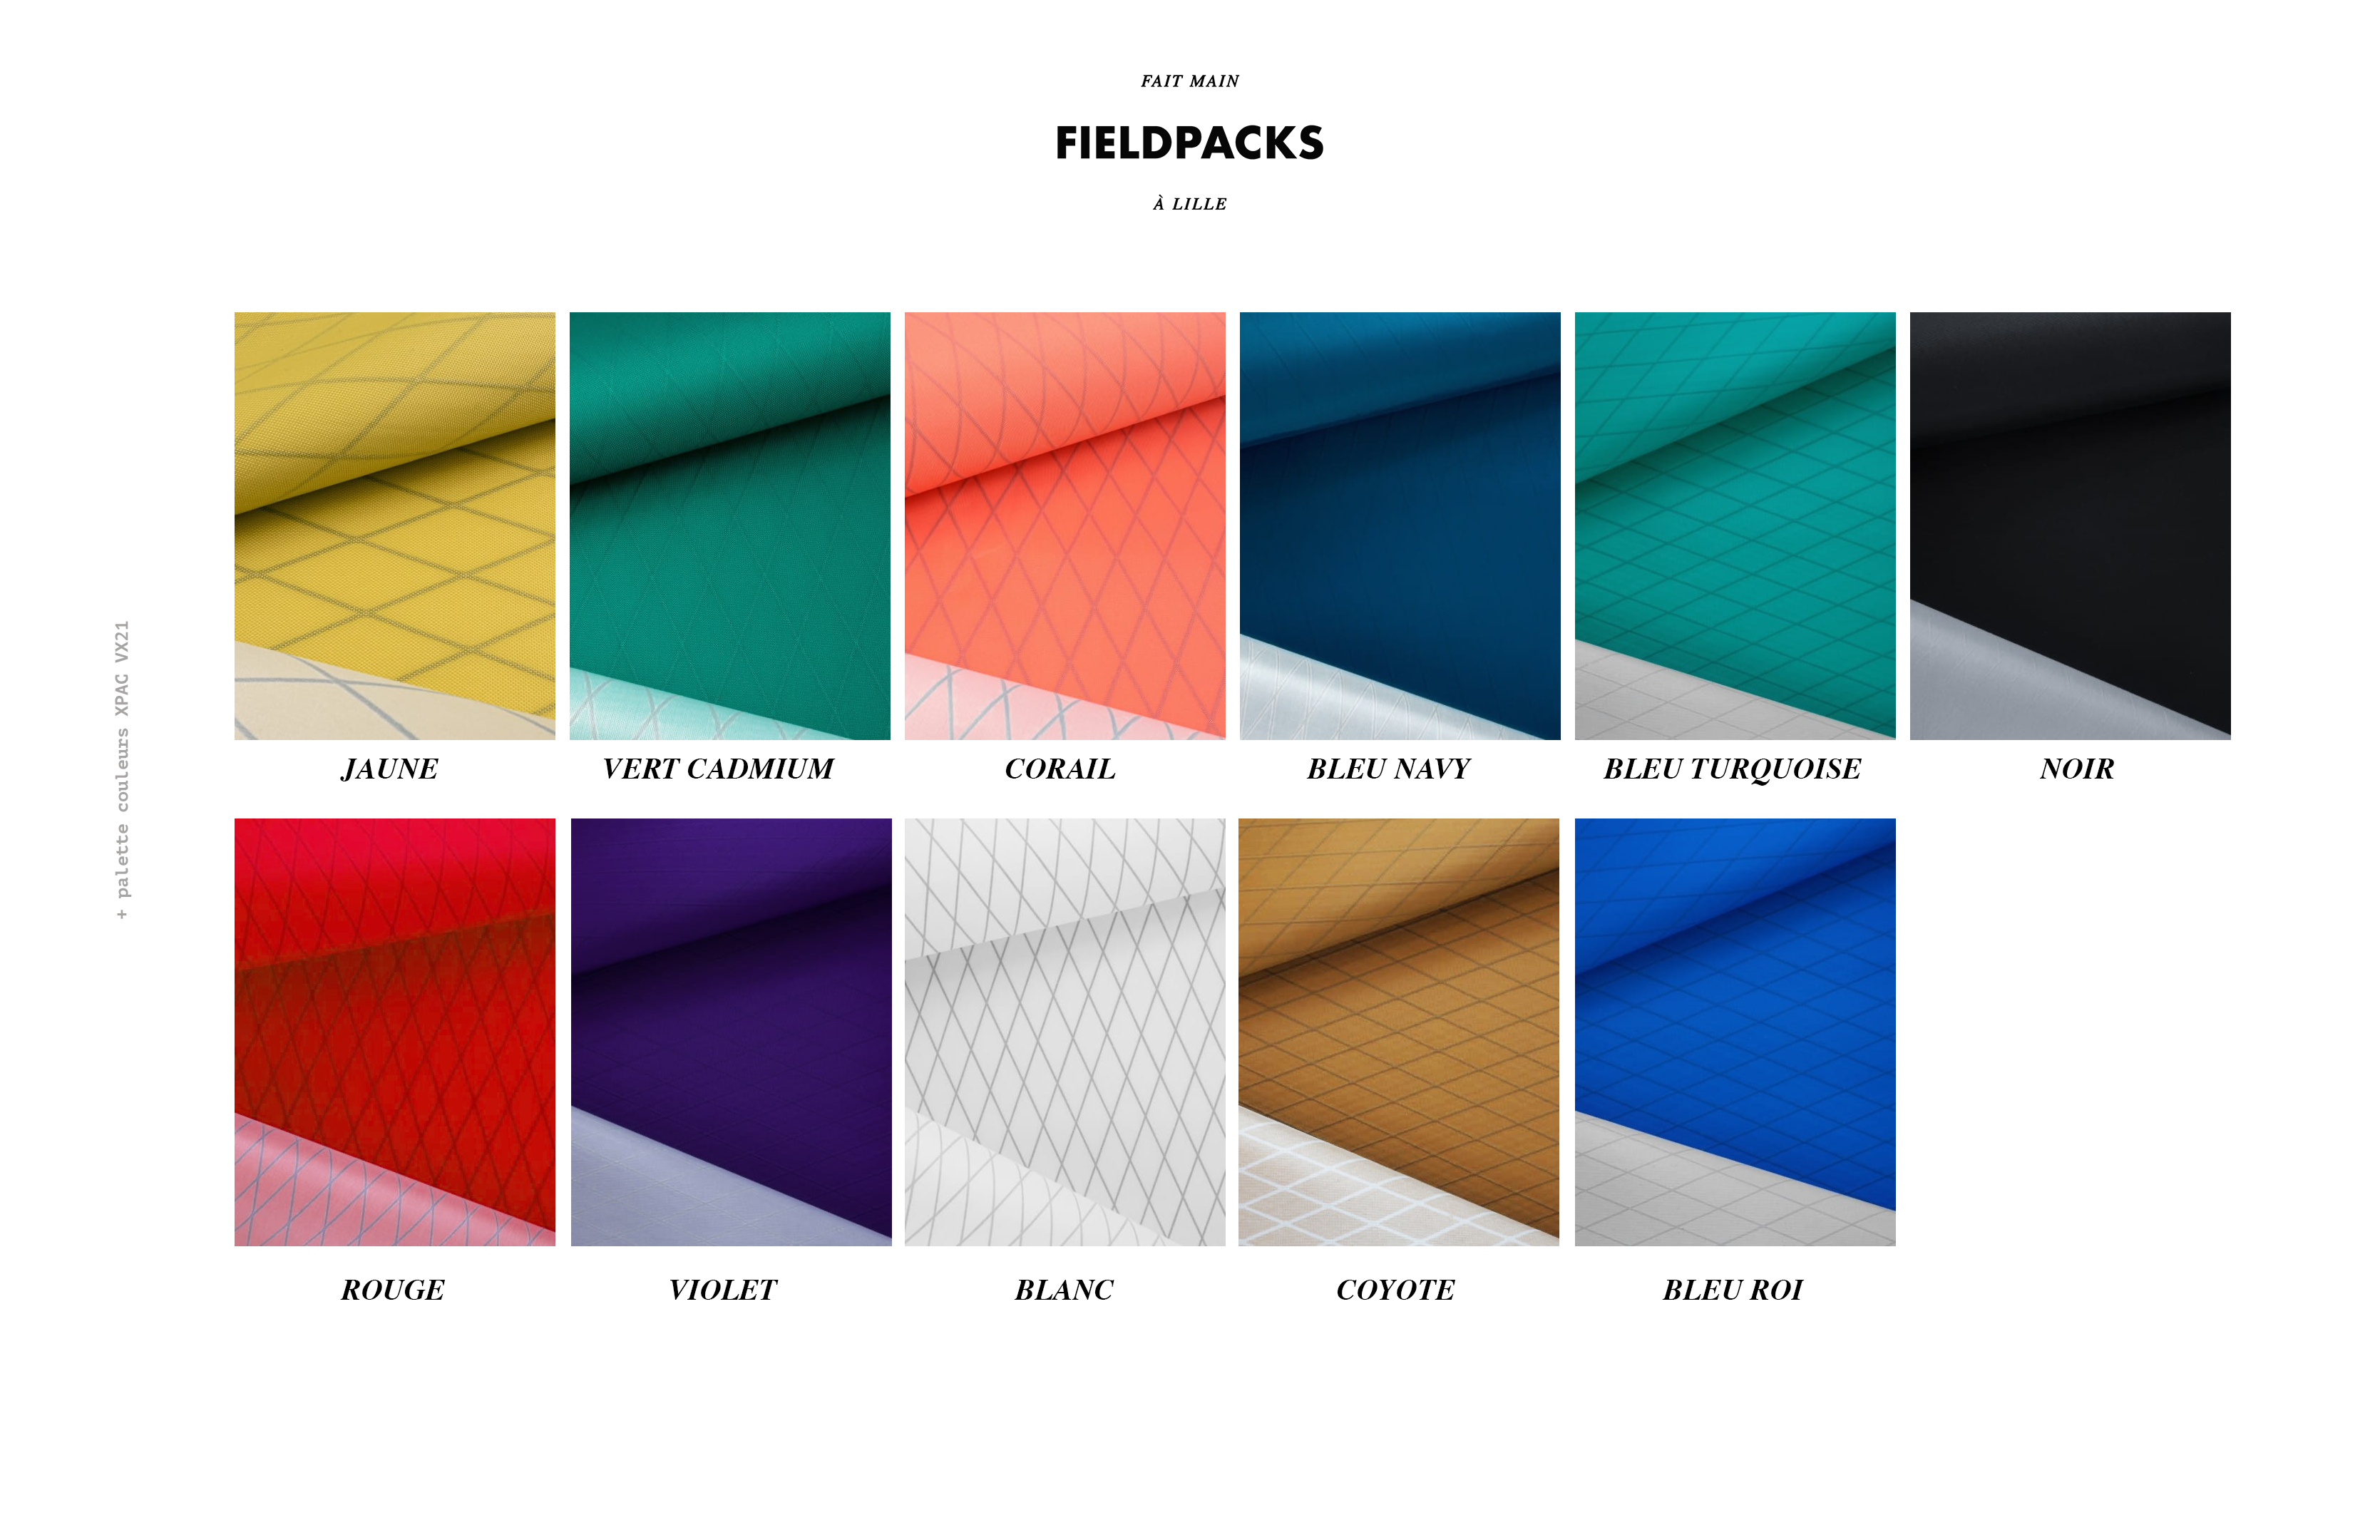 FAIT MAIN
FIELDPACKS
À LILLE
+ palette couleurs XPAC VX21
JAUNE
VERT CADMIUM
CORAIL
BLEU NAVY
BLEU TURQUOISE
NOIR
ROUGE
VIOLET
BLANC
COYOTE
BLEU ROI